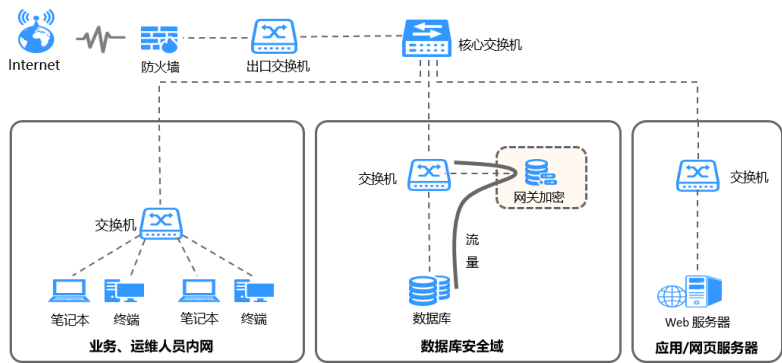 Internet
防火墙
出口交换机
核心交换机
交换机
笔记本
终端
笔记本
终端
业务、运维人员内网
交换机
网关加密
流
量
数据库
数据库安全域
交换机
Web 服务器
应用/网页服务器